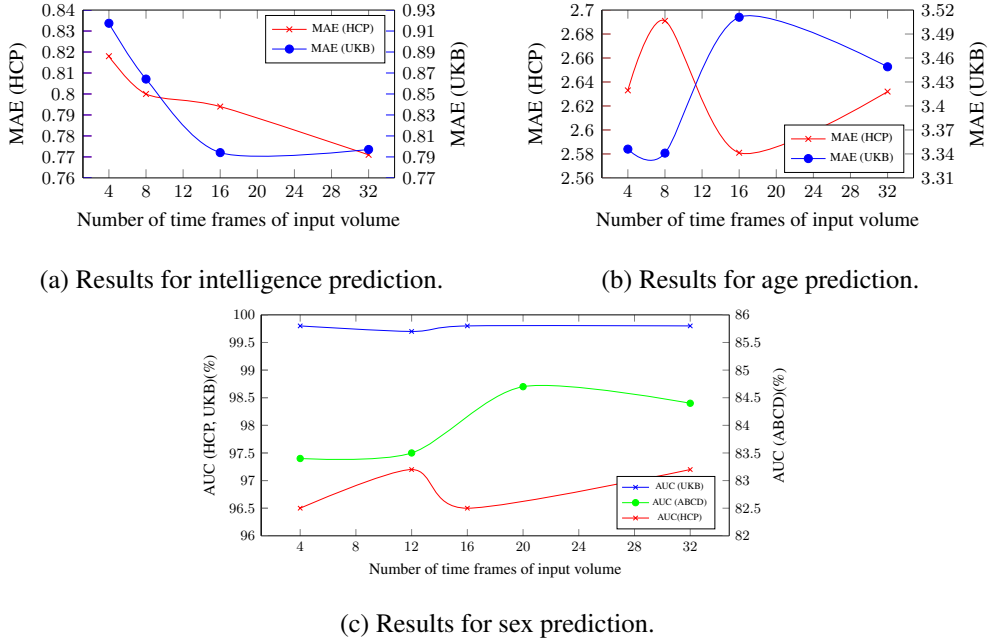 0.84
0.83
0.82
0.81
0.8
0.79
0.78
0.77
0.76
MAE (HCP)
0.93
0.91
0.89
0.87
0.85
0.83
0.81
0.79
0.77
MAE (UKB)
MAE (HCP)
MAE (UKB)
4 8 12 16 20 24 28 32
Number of time frames of input volume
(a) Results for intelligence prediction.
2.7
2.68
2.66
2.64
2.62
2.6
2.58
2.56
MAE (HCP)
3.52
3.49
3.46
3.43
3.4
3.37
3.34
3.31
MAE (UKB)
MAE (HCP)
MAE (UKB)
4 8 12 16 20 24 28 32
Number of time frames of input volume
(b) Results for age prediction.
100
99.5
99
98.5
98
97.5
97
96.5
96
AUC (HCP, UKB)(%)
86
85.5
85
84.5
84
83.5
83
82.5
82
AUC (ABCD)(%)
AUC (UKB)
AUC (ABCD)
AUC(HCP)
4 8 12 16 20 24 28 32
Number of time frames of input volume
(c) Results for sex prediction.